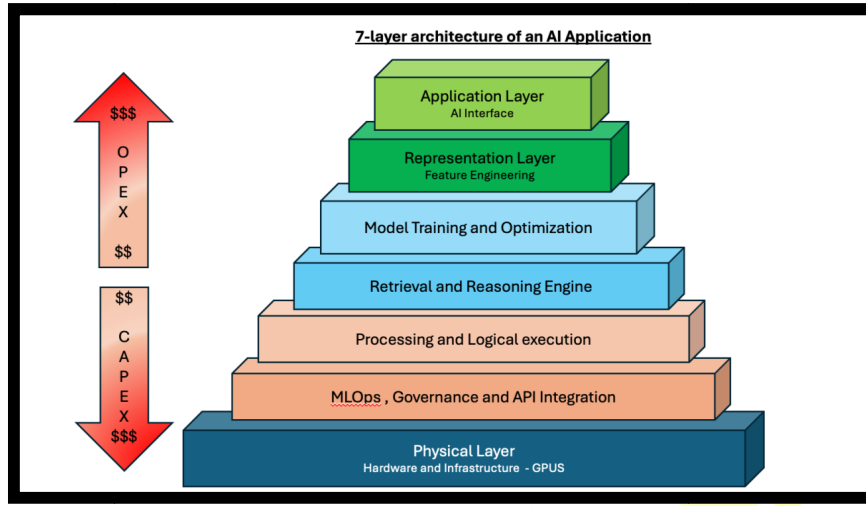 7-layer architecture of an AI Application
$$$
O
P
E
X
$$
$$
C
A
P
E
X
$$$
Application Layer
AI Interface
Representation Layer
Feature Engineering
Model Training and Optimization
Retrieval and Reasoning Engine
Processing and Logical execution
MLOps , Governance and API Integration
Physical Layer
Hardware and Infrastructure - GPUS